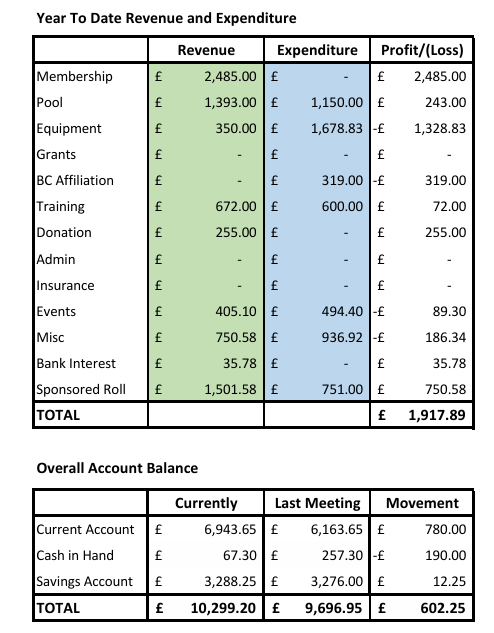 Year To Date Revenue and Expenditure
Revenue Expenditure Profit/(Loss)
Membership £ 2,485.00 £ - £ 2,485.00
Pool £ 1,393.00 £ 1,150.00 £ 243.00
Equipment £ 350.00 £ 1,678.83 -£ 1,328.83
Grants £ - £ - £ -
BC Affiliation £ - £ 319.00 -£ 319.00
Training £ 672.00 £ 600.00 £ 72.00
Donation £ 255.00 £ - £ 255.00
Admin £ - £ - £ -
Insurance £ - £ - £ -
Events £ 405.10 £ 494.40 -£ 89.30
Misc £ 750.58 £ 936.92 -£ 186.34
Bank Interest £ 35.78 £ - £ 35.78
Sponsored Roll £ 1,501.58 £ 751.00 £ 750.58
TOTAL £ 1,917.89
Overall Account Balance
Currently Last Meeting Movement
Current Account £ 6,943.65 £ 6,163.65 £ 780.00
Cash in Hand £ 67.30 £ 257.30 -£ 190.00
Savings Account £ 3,288.25 £ 3,276.00 £ 12.25
TOTAL £ 10,299.20 £ 9,696.95 £ 602.25